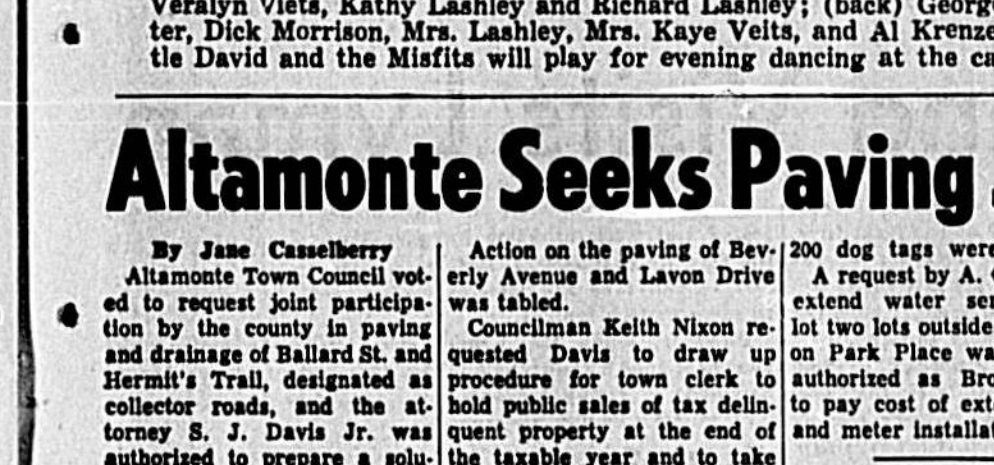 Veralyn Viets, Kathy Lashley and Richard Lashley; (back) Georg
ter, Dick Morrison, Mrs. Lashley, Mrs. Kaye Veits, and Al Krenze
tle David and the Misfits will play for evening dancing at the ca
Altamonte Seeks Paving
By Jane Casselberry
Altamonte Town Council vot-
ed to request joint participa-
tion by the county in paving
and drainage of Ballard St. and
Hermit's Trail, designated as
collector roads, and the at-
torney S. J. Davis Jr. was
authorized to prepare a solu-
Action on the paving of Bev-
erly Avenue and Lavon Drive
was tabled.
Councilman Keith Nixon re-
quested Davis to draw up
procedure for town clerk to
hold public sales of tax delin-
quent property at the end of
the taxable year and to take
200 dog tags were
A request by A.
extend water ser
lot two lots outside
on Park Place wa
authorized as Bro
to pay cost of ext
and meter installat